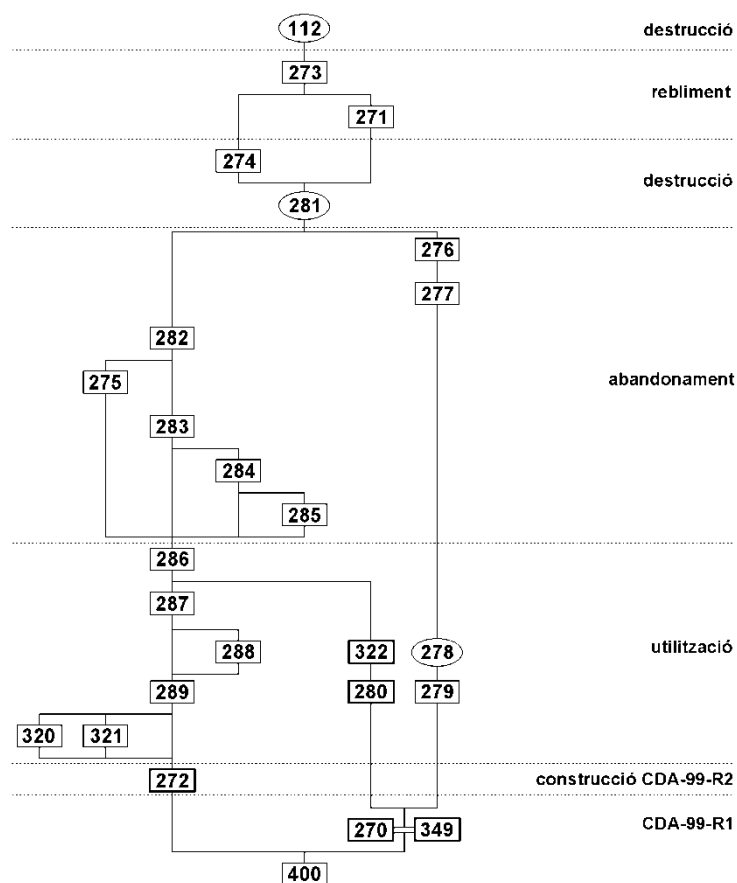 112
destrucció
273
rebliment
271
274
destrucció
281
276
277
282
275
abandonament
283
284
285
286
287
288 322 278 utilització
289 280 279
320 321
272 construcció CDA-99-R2
270 349 CDA-99-R1
400